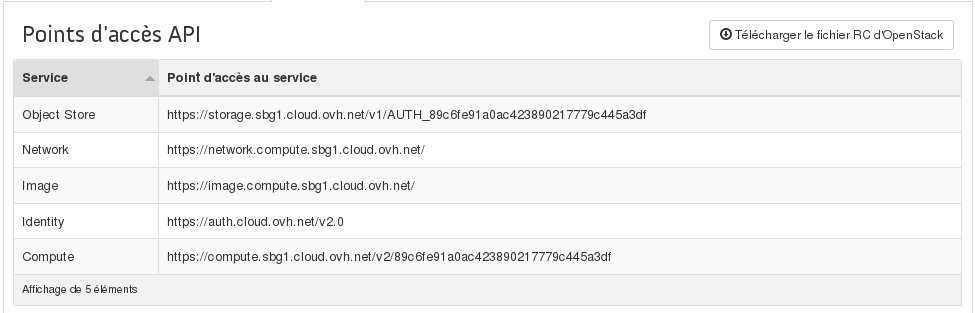 Points d'accès API
Télécharger le fichier RC d'OpenStack
Service Point d'accès au service
Object Store https://storage.sbg1.cloud.ovh.net/v1/AUTH_89c6fe91a0ac423890217779c445a3df
Network https://network.compute.sbg1.cloud.ovh.net/
Image https://image.compute.sbg1.cloud.ovh.net/
Identity https://auth.cloud.ovh.net/v2.0
Compute https://compute.sbg1.cloud.ovh.net/v2/89c6fe91a0ac423890217779c445a3df
Affichage de 5 éléments